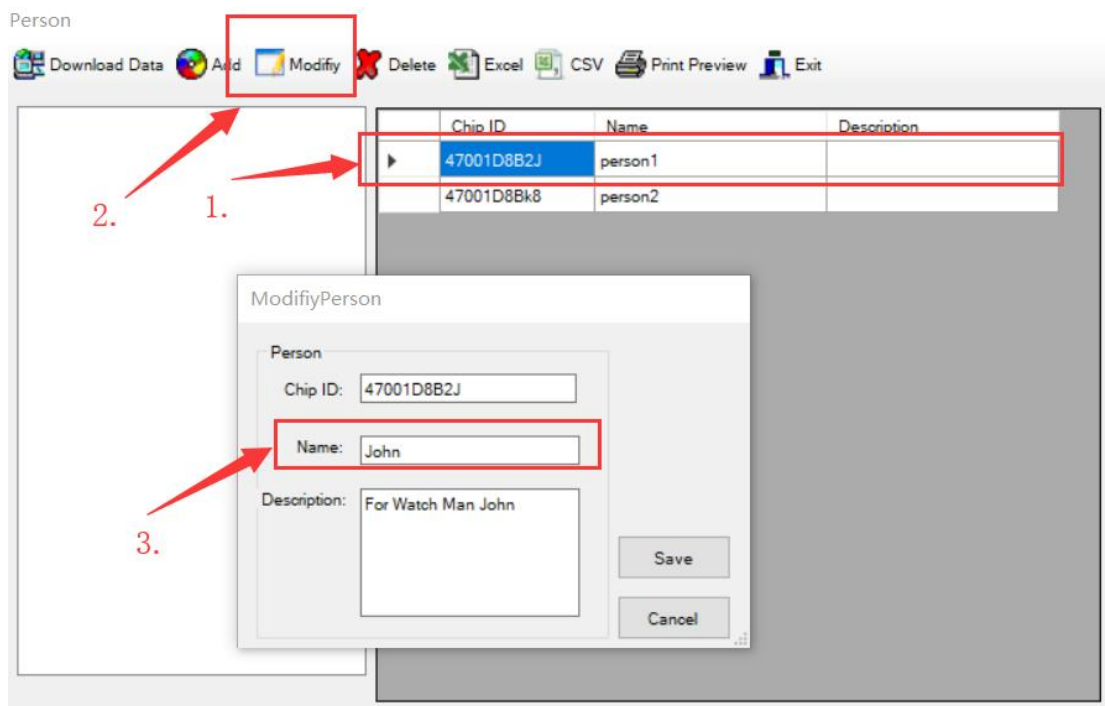 Person
Download Data Add Modifiy Delete Excel CSV Print Preview Exit
Chip ID Name Description
47001D8B2J person1
1.
47001D8Bk8 person2
2.
ModifiyPerson
Person
Chip ID: 47001D8B2J
Name: John
Description: For Watch Man John
3.
Save
Cancel